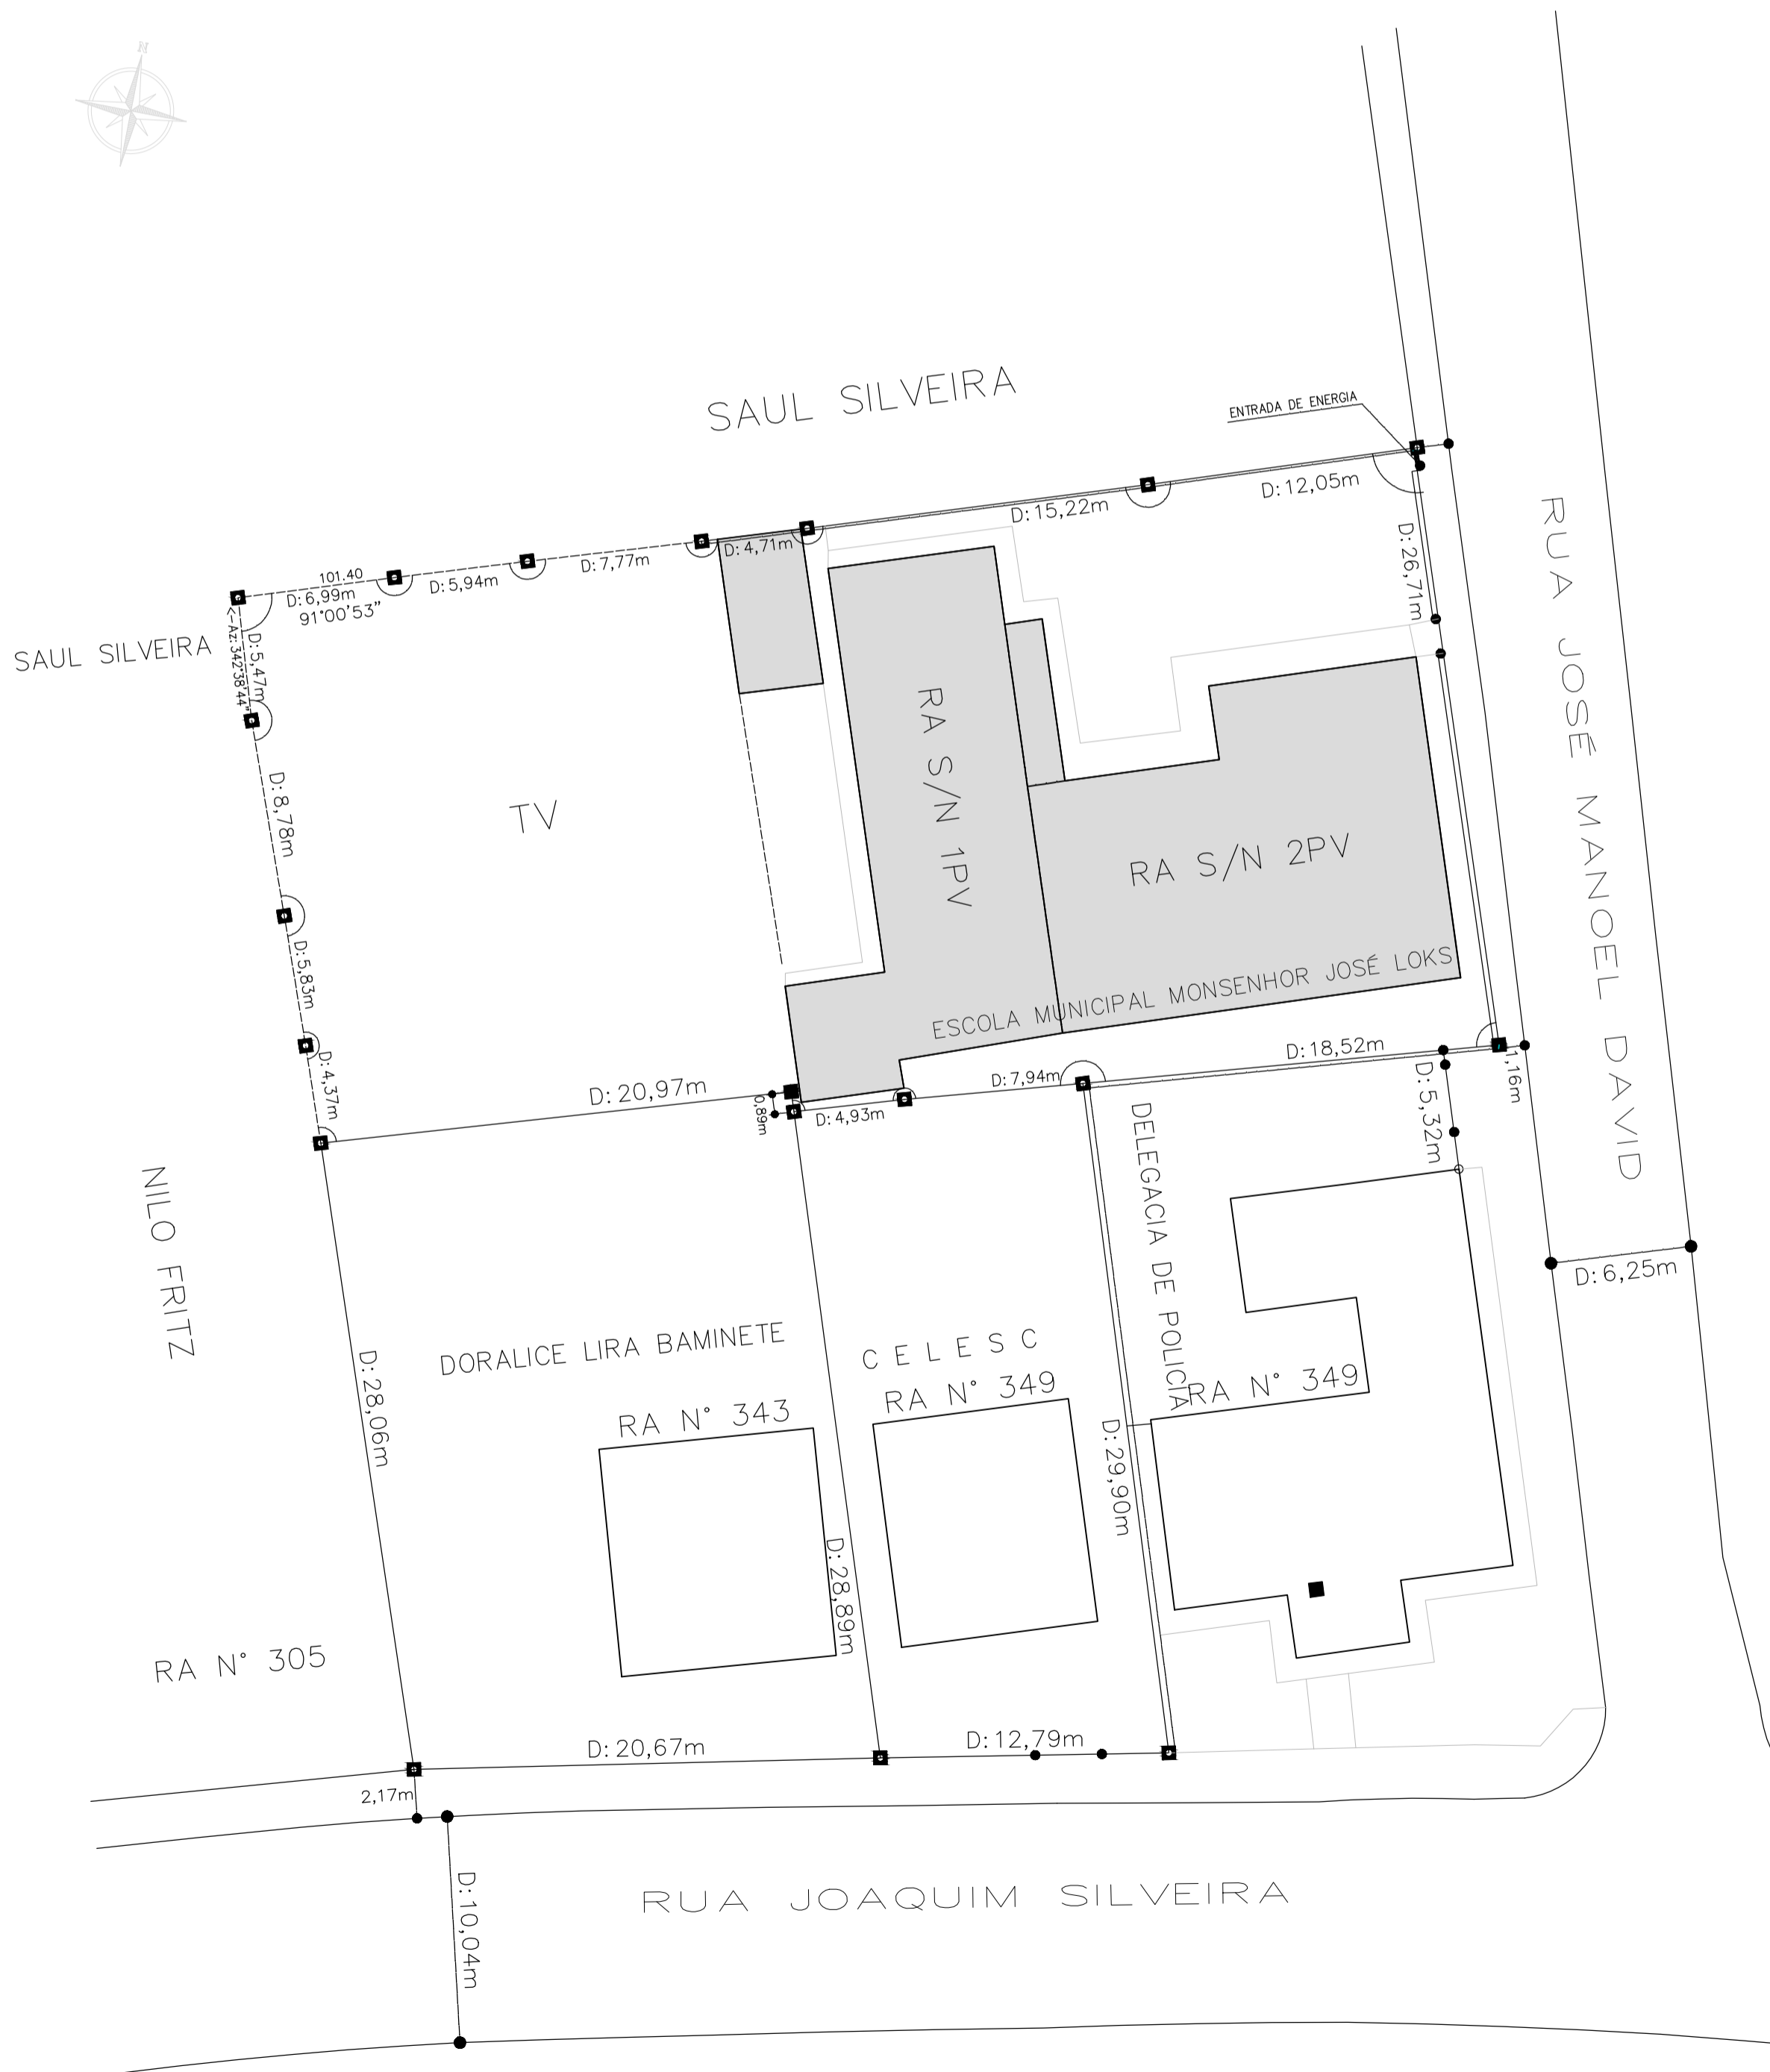 N
SAUL SILVEIRA
ENTRADA DE ENERGIA
D:12,05m
D:15,22m
D:4,71m
D:7,77m
D:5,94m
101.40
D:6,99m
91°00'53"
SAUL SILVEIRA
<-Az:342°38'44"
D:5,47m
D:26,71m
RUA JOSÉ MANOEL DAVID
D:8,78m
TV
RA S/N 1PV
RA S/N 2PV
D:5,83m
ESCOLA MUNICIPAL MONSENHOR JOSÉ LOKS
D:4,37m
D:20,97m
0,89m
D:4,93m
D:7,94m
D:18,52m
1,16m
D:5,32m
DELEGACIA DE POLICIA
NILO FRITZ
D:6,25m
D:28,06m
DORALICE LIRA BAMINETE
C E L E S C
RA N° 343
RA N° 349
RA N° 349
D:29,90m
D:28,89m
RA N° 305
D:20,67m
D:12,79m
2,17m
D:10,04m
RUA JOAQUIM SILVEIRA